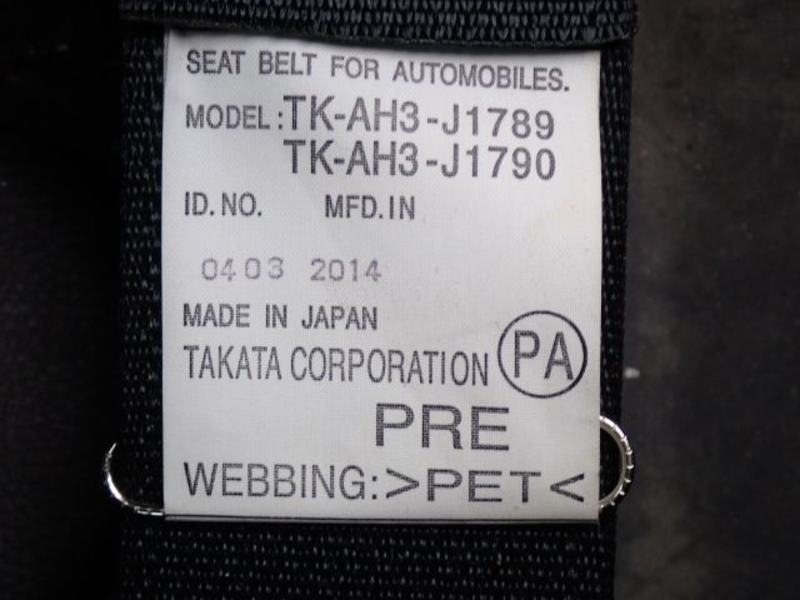 SEAT BELT FOR AUTOMOBILES.
MODEL:TK-AH3-J1789
TK-AH3-J1790
ID.NO. MFD.IN
0403 2014
MADE IN JAPAN
TAKATA CORPORATION PA
PRE
WEBBING:>PET<